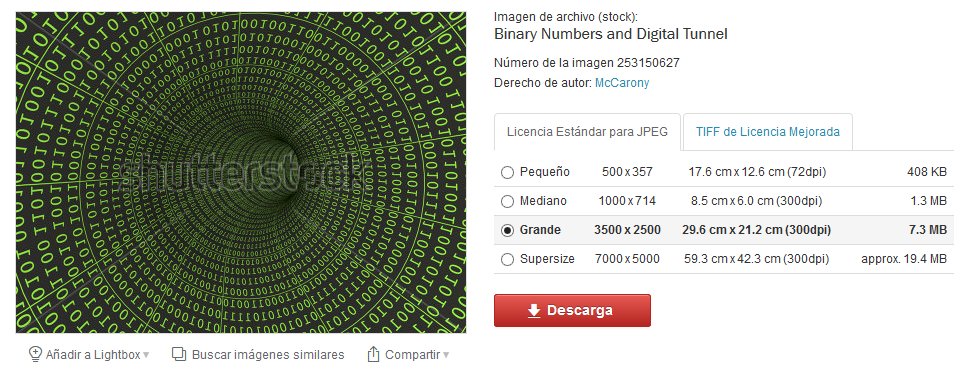 Imagen de archivo (stock):
Binary Numbers and Digital Tunnel
Número de la imagen 253150627
Derecho de autor: McCarony
Licencia Estándar para JPEG
TIFF de Licencia Mejorada
Pequeño 500 x 357 17.6 cm x 12.6 cm (72dpi) 408 KB
Mediano 1000 x 714 8.5 cm x 6.0 cm (300dpi) 1.3 MB
Grande 3500 x 2500 29.6 cm x 21.2 cm (300dpi) 7.3 MB
Supersize 7000 x 5000 59.3 cm x 42.3 cm (300dpi) approx. 19.4 MB
Descarga
Añadir a Lightbox
Buscar imágenes similares
Compartir